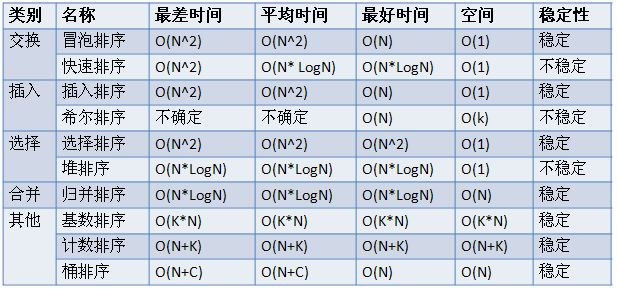 类别 名称 最差时间 平均时间 最好时间 空间 稳定性
交换 冒泡排序 O(N^2) O(N^2) O(N) O(1) 稳定
快速排序 O(N^2) O(N* LogN) O(N*LogN) O(1) 不稳定
插入 插入排序 O(N^2) O(N^2) O(N) O(1) 稳定
希尔排序 不确定 不确定 O(N) O(k) 不稳定
选择 选择排序 O(N^2) O(N^2) O(N^2) O(1) 稳定
堆排序 O(N*LogN) O(N*LogN) O(N*LogN) O(1) 不稳定
合并 归并排序 O(N*LogN) O(N*LogN) O(N*LogN) O(N) 稳定
其他 基数排序 O(K*N) O(K*N) O(K*N) O(K*N) 稳定
计数排序 O(N+K) O(N+K) O(N+K) O(N+K) 稳定
桶排序 O(N+C) O(N+C) O(N) O(N) 稳定